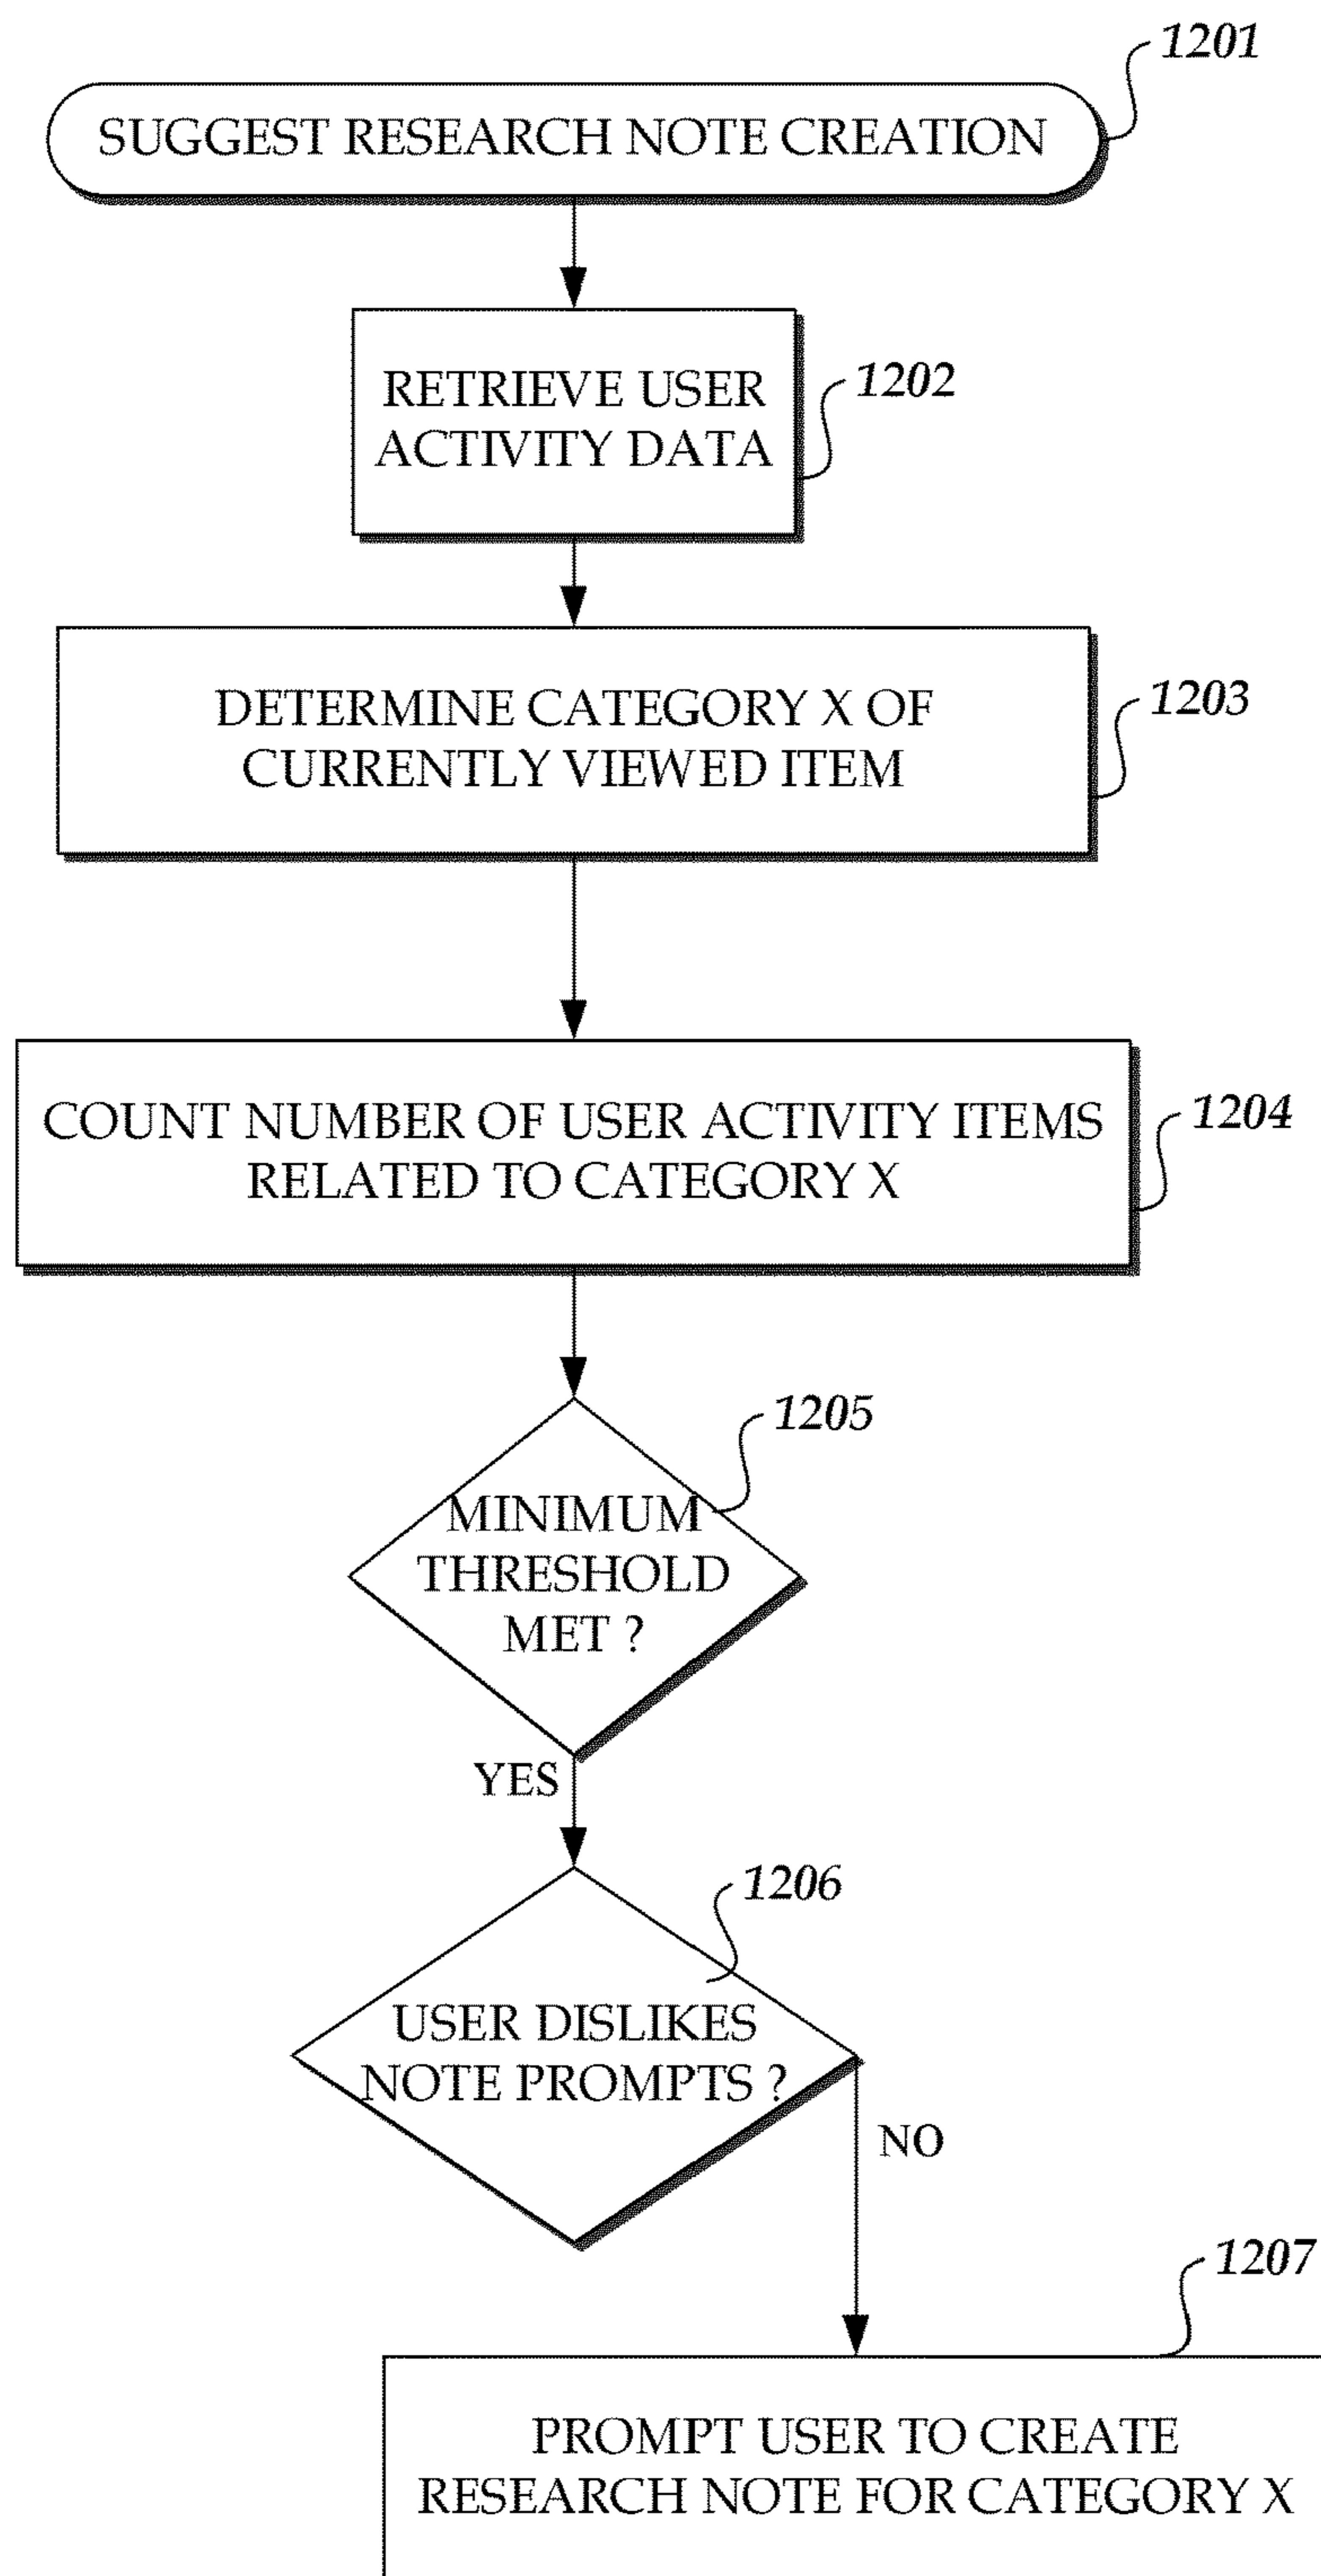 1201
SUGGEST RESEARCH NOTE CREATION
RETRIEVE USER
ACTIVITY DATA
1202
DETERMINE CATEGORY X OF
CURRENTLY VIEWED ITEM
1203
COUNT NUMBER OF USER ACTIVITY ITEMS
RELATED TO CATEGORY X
1204
1205
MINIMUM
THRESHOLD
MET ?
YES
1206
USER DISLIKES
NOTE PROMPTS ?
NO
1207
PROMPT USER TO CREATE
RESEARCH NOTE FOR CATEGORY X